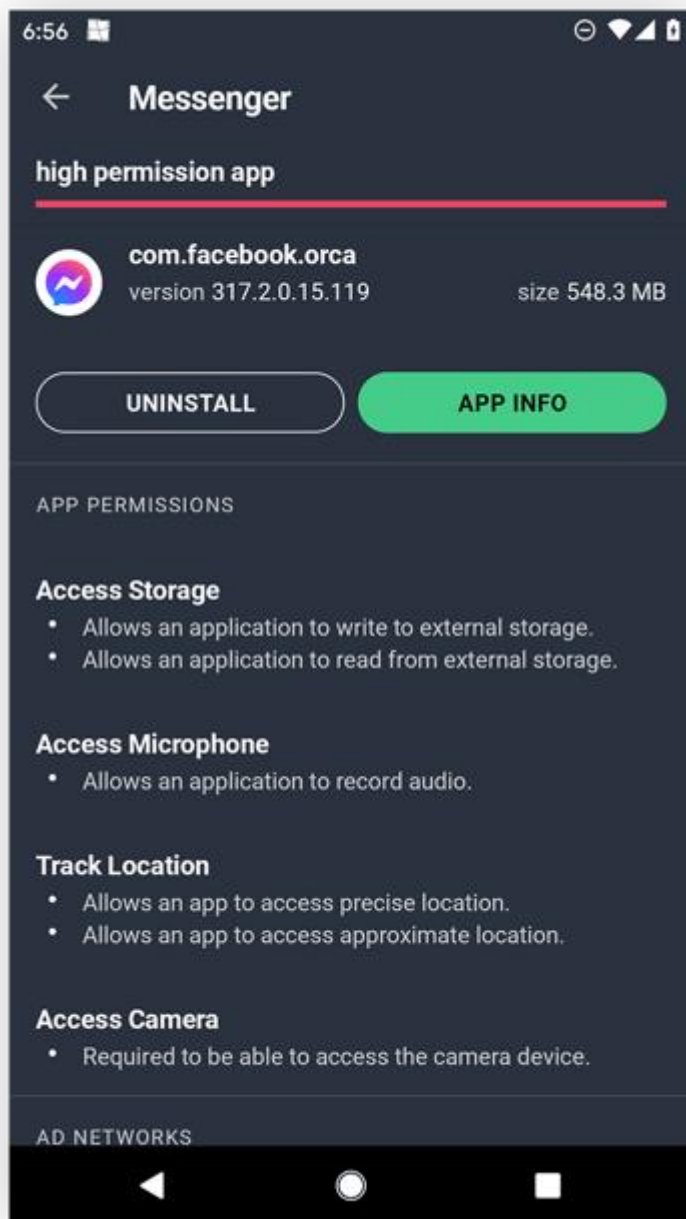 6:56
Messenger
high permission app
com.facebook.orca
version 317.2.0.15.119 size 548.3 MB
UNINSTALL APP INFO
APP PERMISSIONS
Access Storage
• Allows an application to write to external storage.
• Allows an application to read from external storage.
Access Microphone
• Allows an application to record audio.
Track Location
• Allows an app to access precise location.
• Allows an app to access approximate location.
Access Camera
• Required to be able to access the camera device.
AD NETWORKS